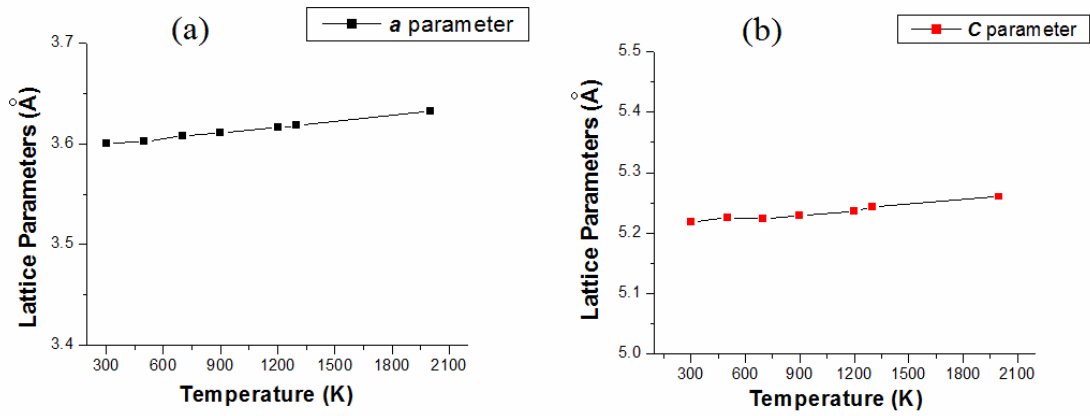 (a)
a parameter
3.7
3.6
3.5
3.4
Lattice Parameters (Å)
300 600 900 1200 1500 1800 2100
Temperature (K)
(b)
C parameter
5.5
5.4
5.3
5.2
5.1
5.0
Lattice Parameters (Å)
300 600 900 1200 1500 1800 2100
Temperature (K)